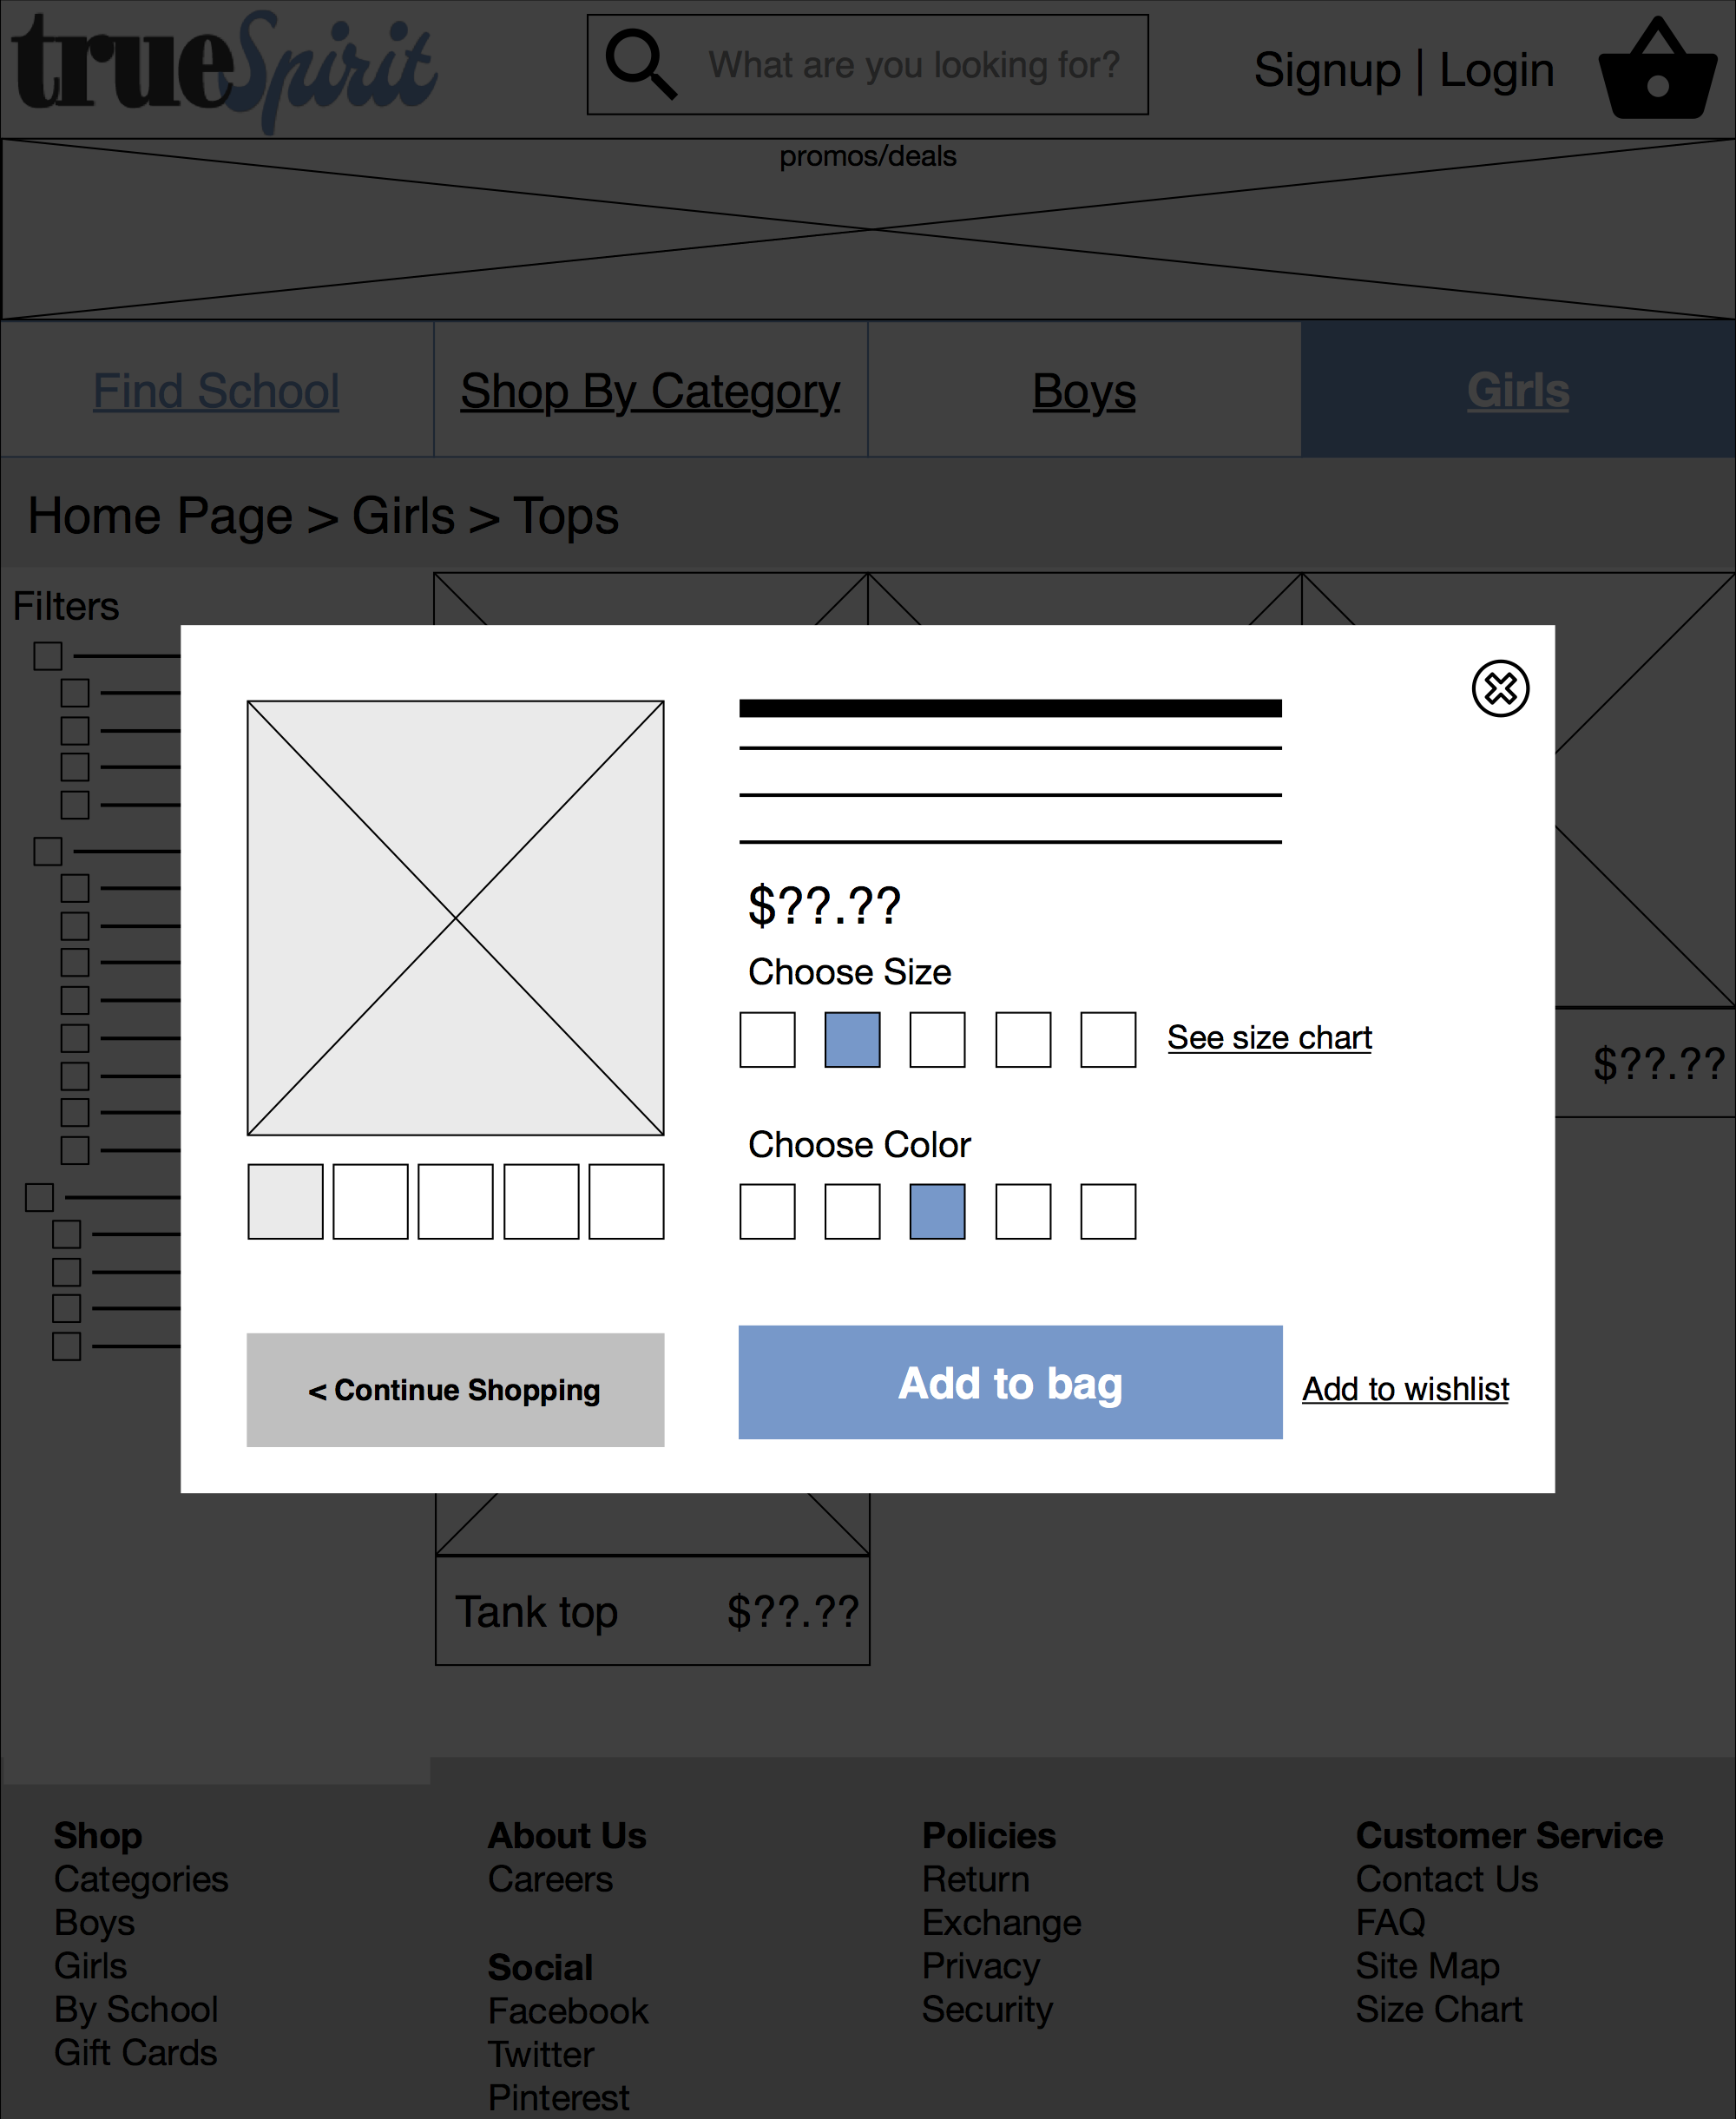 trueSpirit
What are you looking for?
Signup | Login
promos/deals
Find School
Shop By Category
Boys
Girls
Home Page > Girls > Tops
Filters
$??.??
Choose Size
See size chart
$??.??
Choose Color
< Continue Shopping
Add to bag
Add to wishlist
Tank top
$??.??
Shop
Categories
Boys
Girls
By School
Gift Cards
About Us
Careers
Social
Facebook
Twitter
Pinterest
Policies
Return
Exchange
Privacy
Security
Customer Service
Contact Us
FAQ
Site Map
Size Chart